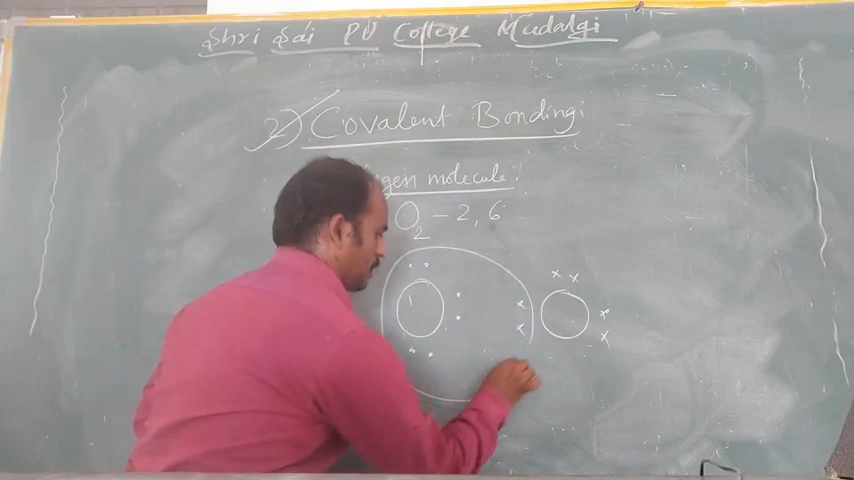 Shri Sai PU College Mudalgi
2) Covalent Bonding:
gen molecule:
O2 - 2, 6